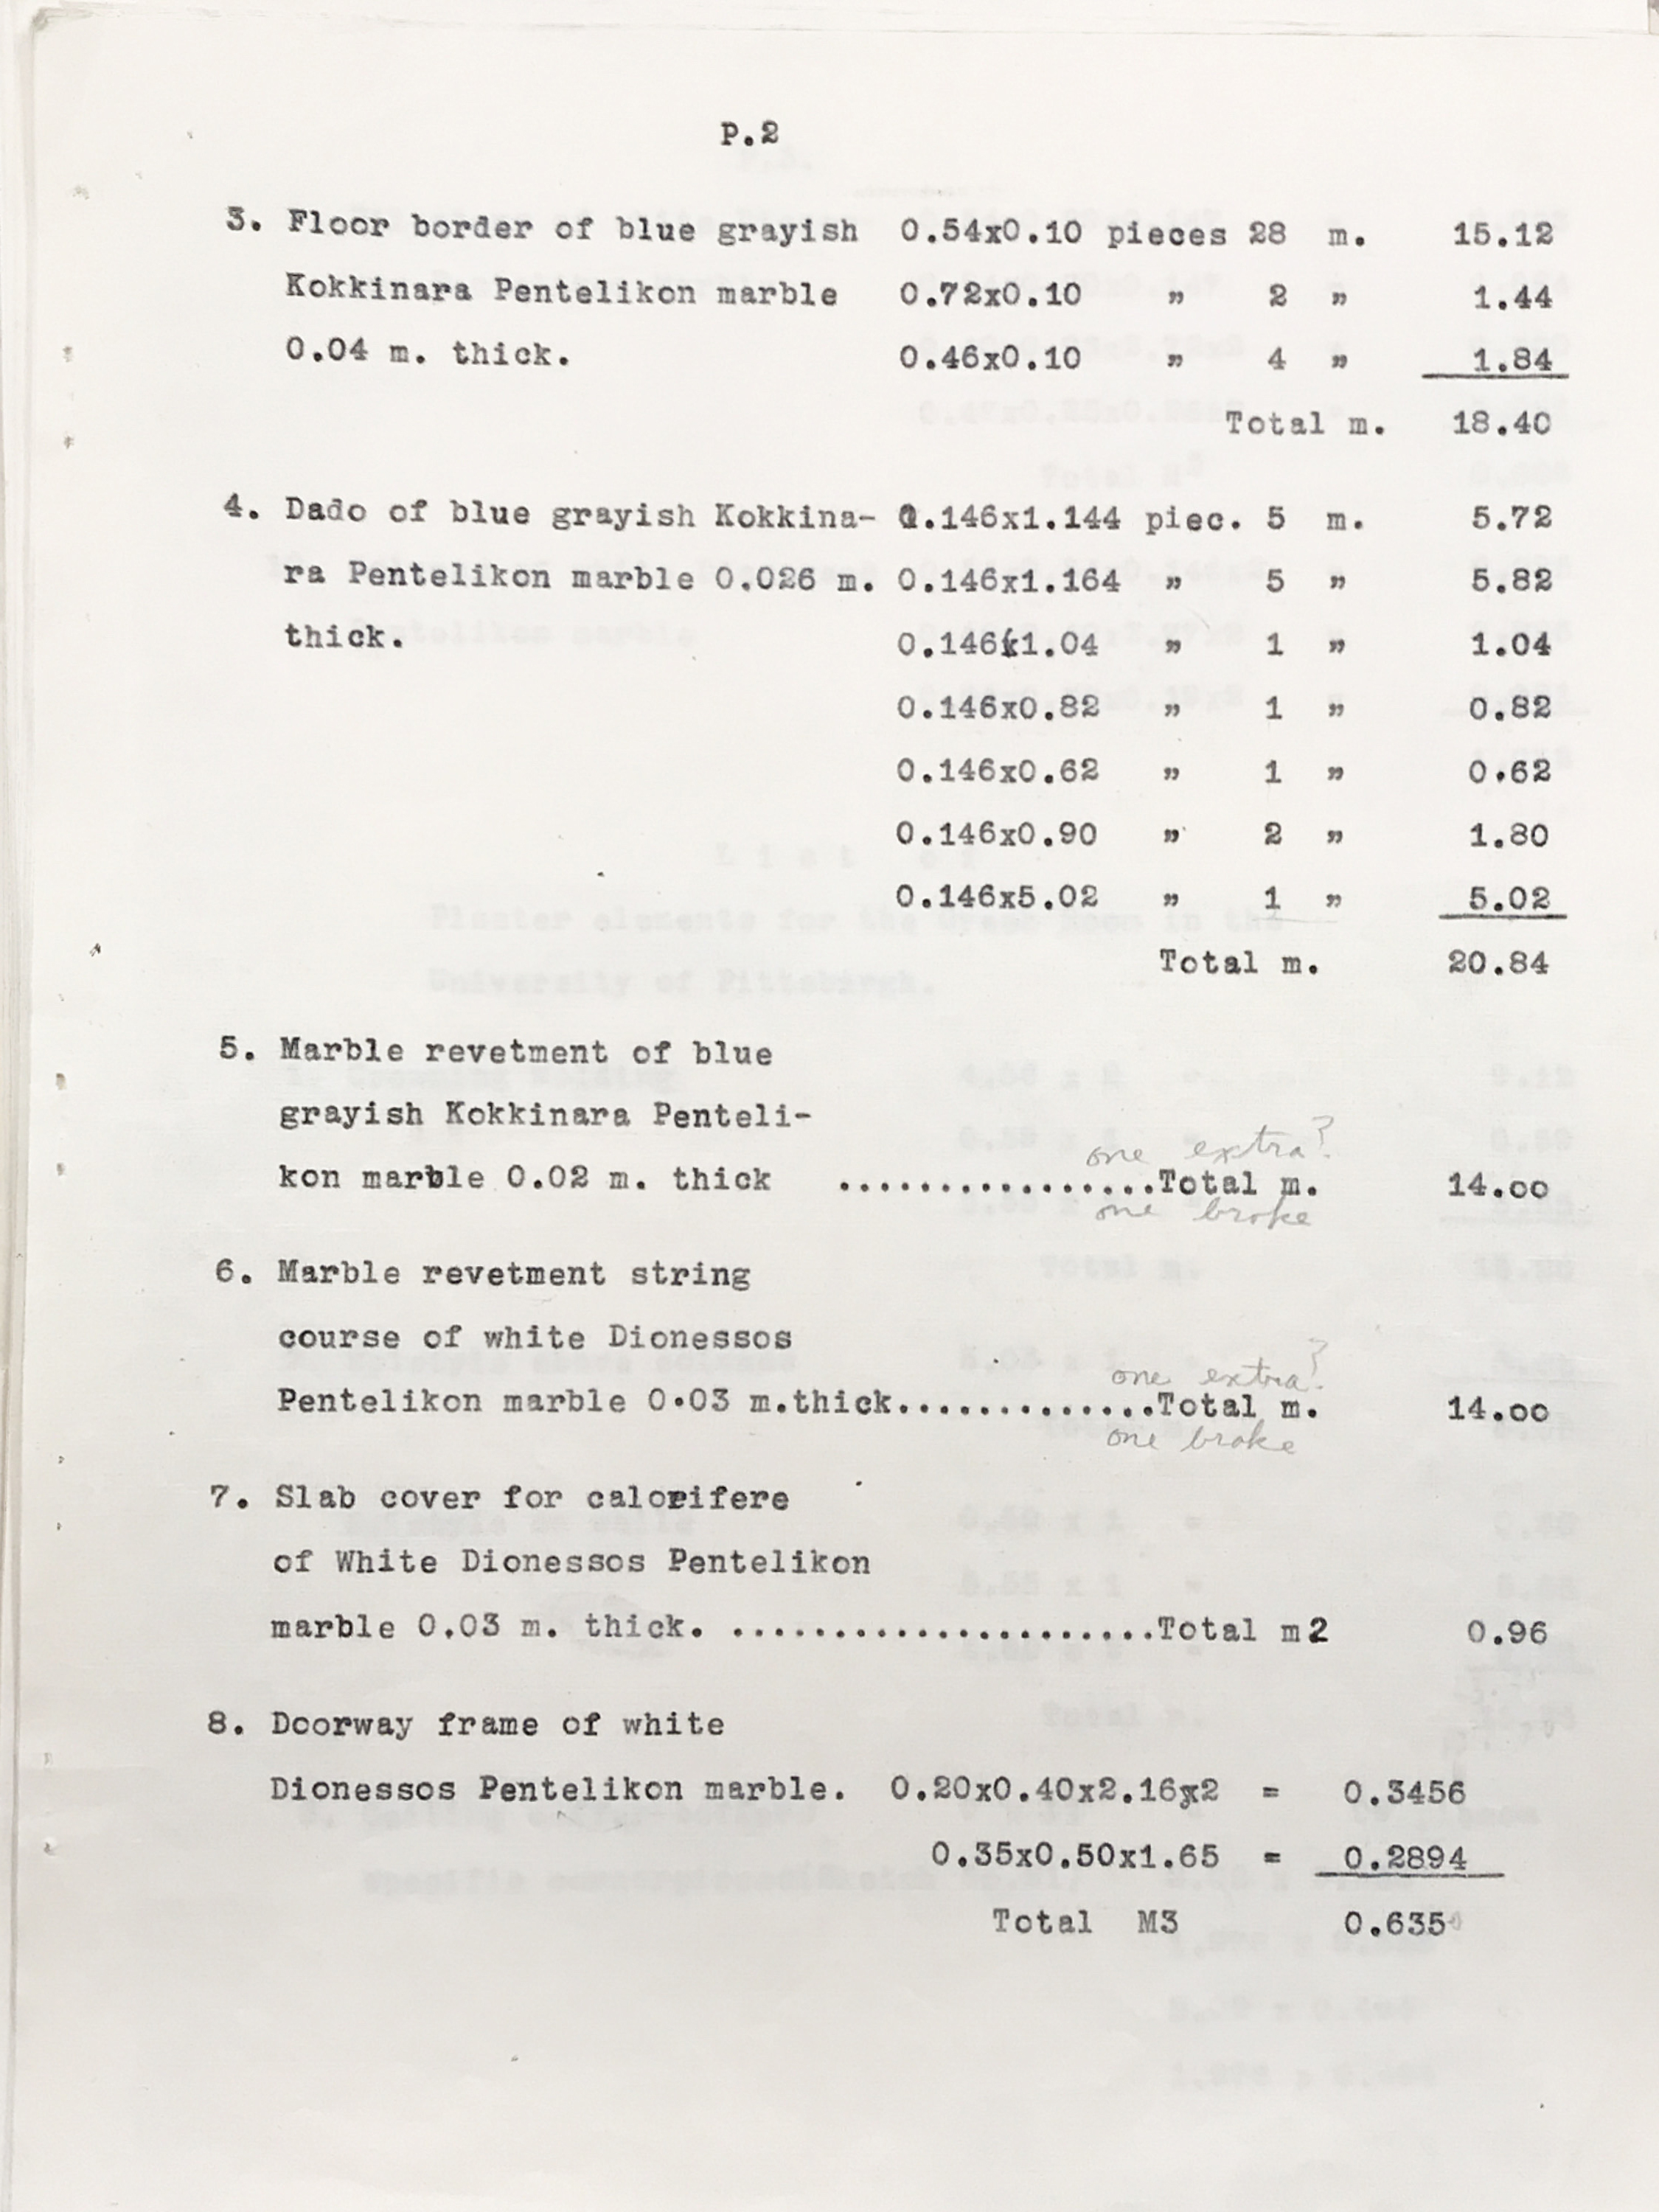 P.2
3. Floor border of blue grayish 0.54x0.10 pieces 28 m. 15.12
Kokkinara Pentelikon marble 0.72x0.10 " 2 " 1.44
0.04 m. thick. 0.46x0.10 " 4 " 1.84
Total m. 18.40
4. Dado of blue grayish Kokkina- 0.146x1.144 piec. 5 m. 5.72
ra Pentelikon marble 0.026 m. 0.146x1.164 " 5 " 5.82
thick. 0.146x1.04 " 1 " 1.04
0.146x0.82 " 1 " 0.82
0.146x0.62 " 1 " 0.62
0.146x0.90 " 2 " 1.80
0.146x5.02 " 1 " 5.02
Total m. 20.84
5. Marble revetment of blue
grayish Kokkinara Penteli-
one extra?
kon marble 0.02 m. thick ................Total m. 14.oo
one broke
6. Marble revetment string
course of white Dionessos
one extra?
Pentelikon marble 0.03 m.thick.............Total m. 14.oo
one broke
7. Slab cover for calorifere
of White Dionessos Pentelikon
marble 0.03 m. thick. .....................Total m2 0.96
8. Doorway frame of white
Dionessos Pentelikon marble. 0.20x0.40x2.16x2 = 0.3456
0.35x0.50x1.65 = 0.2894
Total M3 0.635